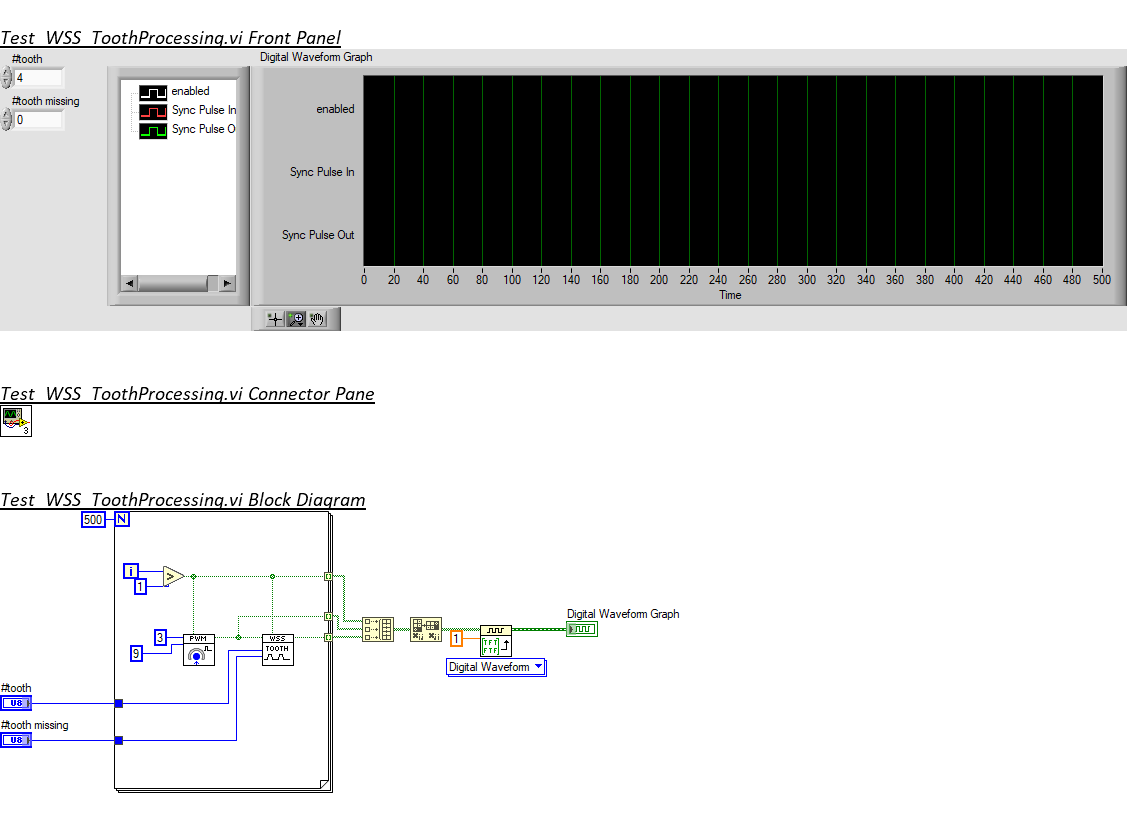 Test_WSS_ToothProcessing.vi Front Panel
#tooth
4
#tooth missing
0
enabled
Sync Pulse In
Sync Pulse O
Digital Waveform Graph
enabled
Sync Pulse In
Sync Pulse Out
0 20 40 60 80 100 120 140 160 180 200 220 240 260 280 300 320 340 360 380 400 420 440 460 480 500
Time
Test_WSS_ToothProcessing.vi Connector Pane
3
Test_WSS_ToothProcessing.vi Block Diagram
500 N
i
>
1
3
PWM
9
WSS
TOOTH
1
TFT
FTF
Digital Waveform
Digital Waveform Graph
#tooth
U8
#tooth missing
U8